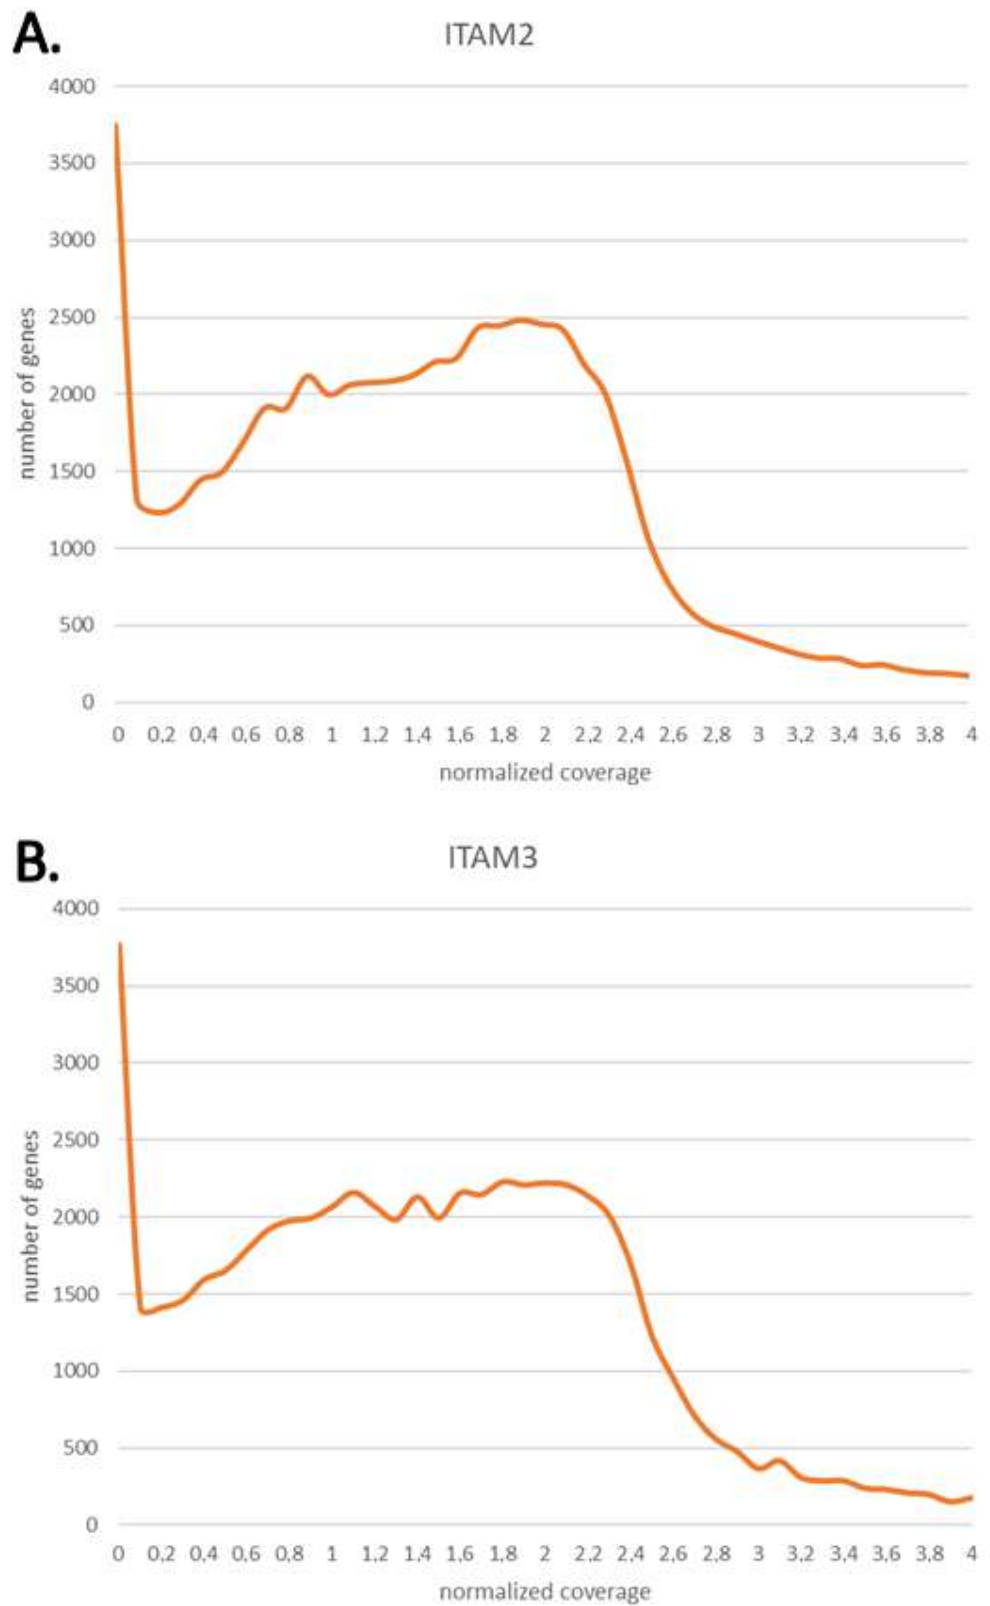 A.
ITAM2
4000
3500
3000
2500
2000
1500
1000
500
0
number of genes
0 0,2 0,4 0,6 0,8 1 1,2 1,4 1,6 1,8 2 2,2 2,4 2,6 2,8 3 3,2 3,4 3,6 3,8 4
normalized coverage
B.
ITAM3
4000
3500
3000
2500
2000
1500
1000
500
0
number of genes
0 0,2 0,4 0,6 0,8 1 1,2 1,4 1,6 1,8 2 2,2 2,4 2,6 2,8 3 3,2 3,4 3,6 3,8 4
normalized coverage